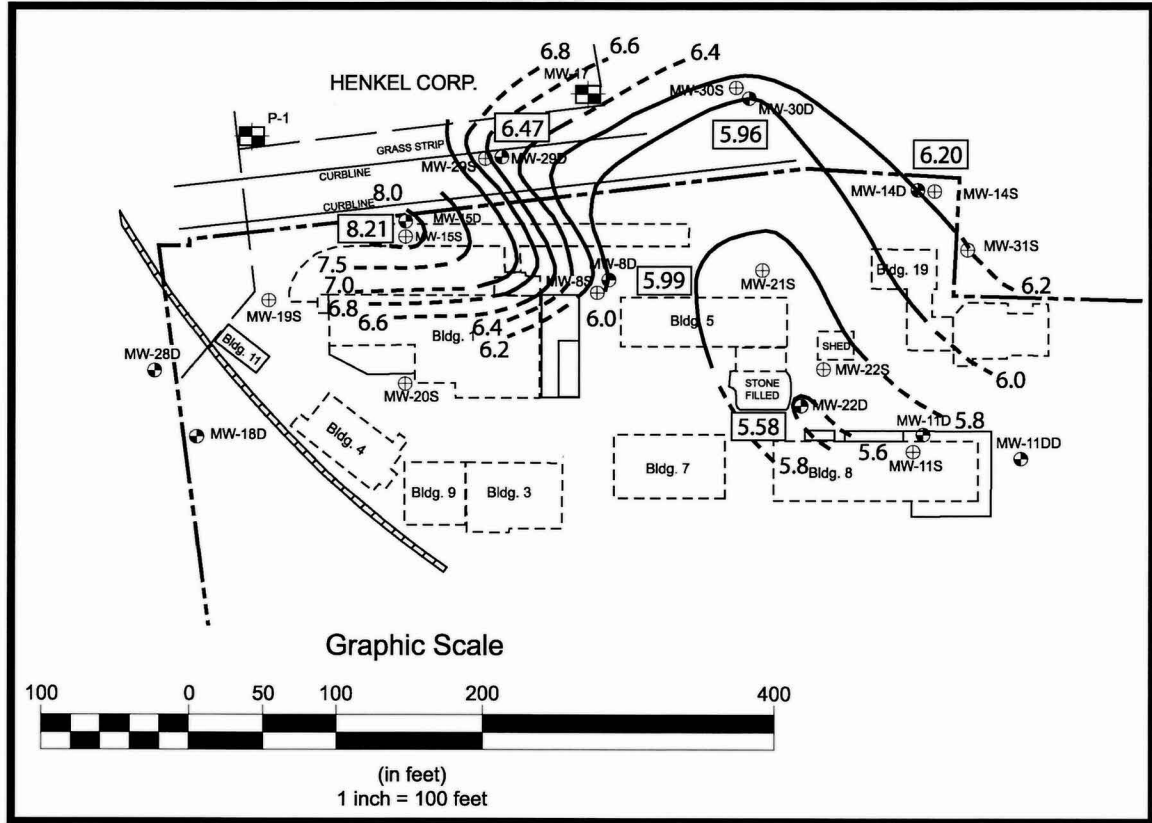 6.8
6.6
6.4
MW-17
HENKEL CORP.
MW-30S
MW-30D
P-1
6.47
5.96
GRASS STRIP
MW-29S
MW-29D
6.20
CURBLINE
MW-14D
MW-14S
8.0
CURBLINE
8.21
MW-15D
MW-15S
MW-31S
7.5
MW-8D
5.99
Bldg. 19
7.0
MW-8S
MW-21S
6.2
MW-19S
6.8
6.0
6.6
6.4
Bldg. 1
Bldg. 5
6.2
SHED
Bldg. 11
MW-28D
MW-22S
6.0
MW-20S
STONE
FILLED
MW-22D
5.58
MW-11D
5.8
MW-18D
Bldg. 4
5.6
MW-11S
MW-11DD
5.8
Bldg. 7
Bldg. 8
Bldg. 9
Bldg. 3
Graphic Scale
100 0 50 100 200 400
(in feet)
1 inch = 100 feet